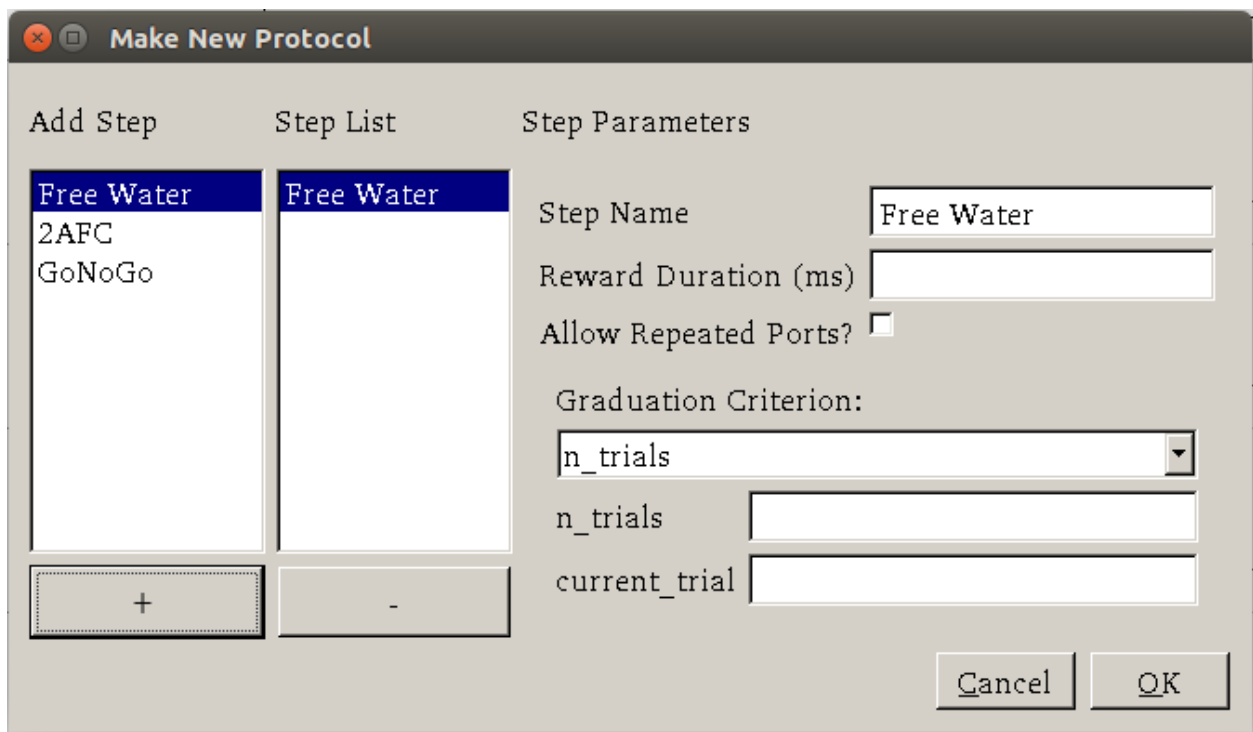 Make New Protocol
Add Step
Step List
Step Parameters
Free Water
2AFC
GoNoGo
Free Water
Step Name
Free Water
Reward Duration (ms)
Allow Repeated Ports?
Graduation Criterion:
n_trials
n_trials
current_trial
+
-
Cancel
OK